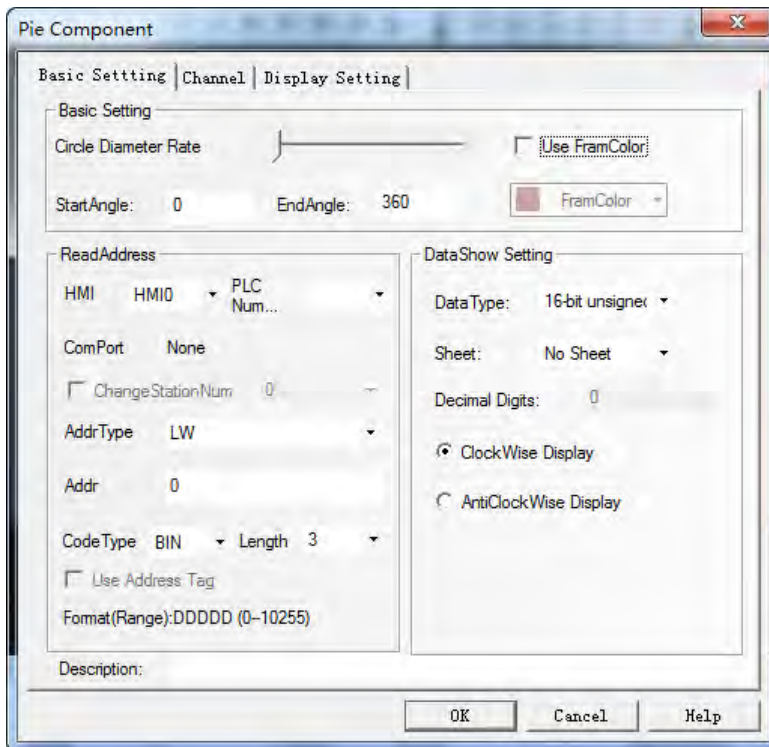 Pie Component
Basic Settting Channel Display Setting
Basic Setting
Circle Diameter Rate Use FramColor
StartAngle: 0 EndAngle: 360 FramColor
ReadAddress
HMI HMI0 PLC Num...
ComPort None
ChangeStationNum 0
AddrType LW
Addr 0
CodeType BIN Length 3
Use Address Tag
Format(Range):DDDDD (0--10255)
DataShow Setting
DataType: 16-bit unsigned
Sheet: No Sheet
Decimal Digits: 0
ClockWise Display
AntiClockWise Display
Description:
OK Cancel Help